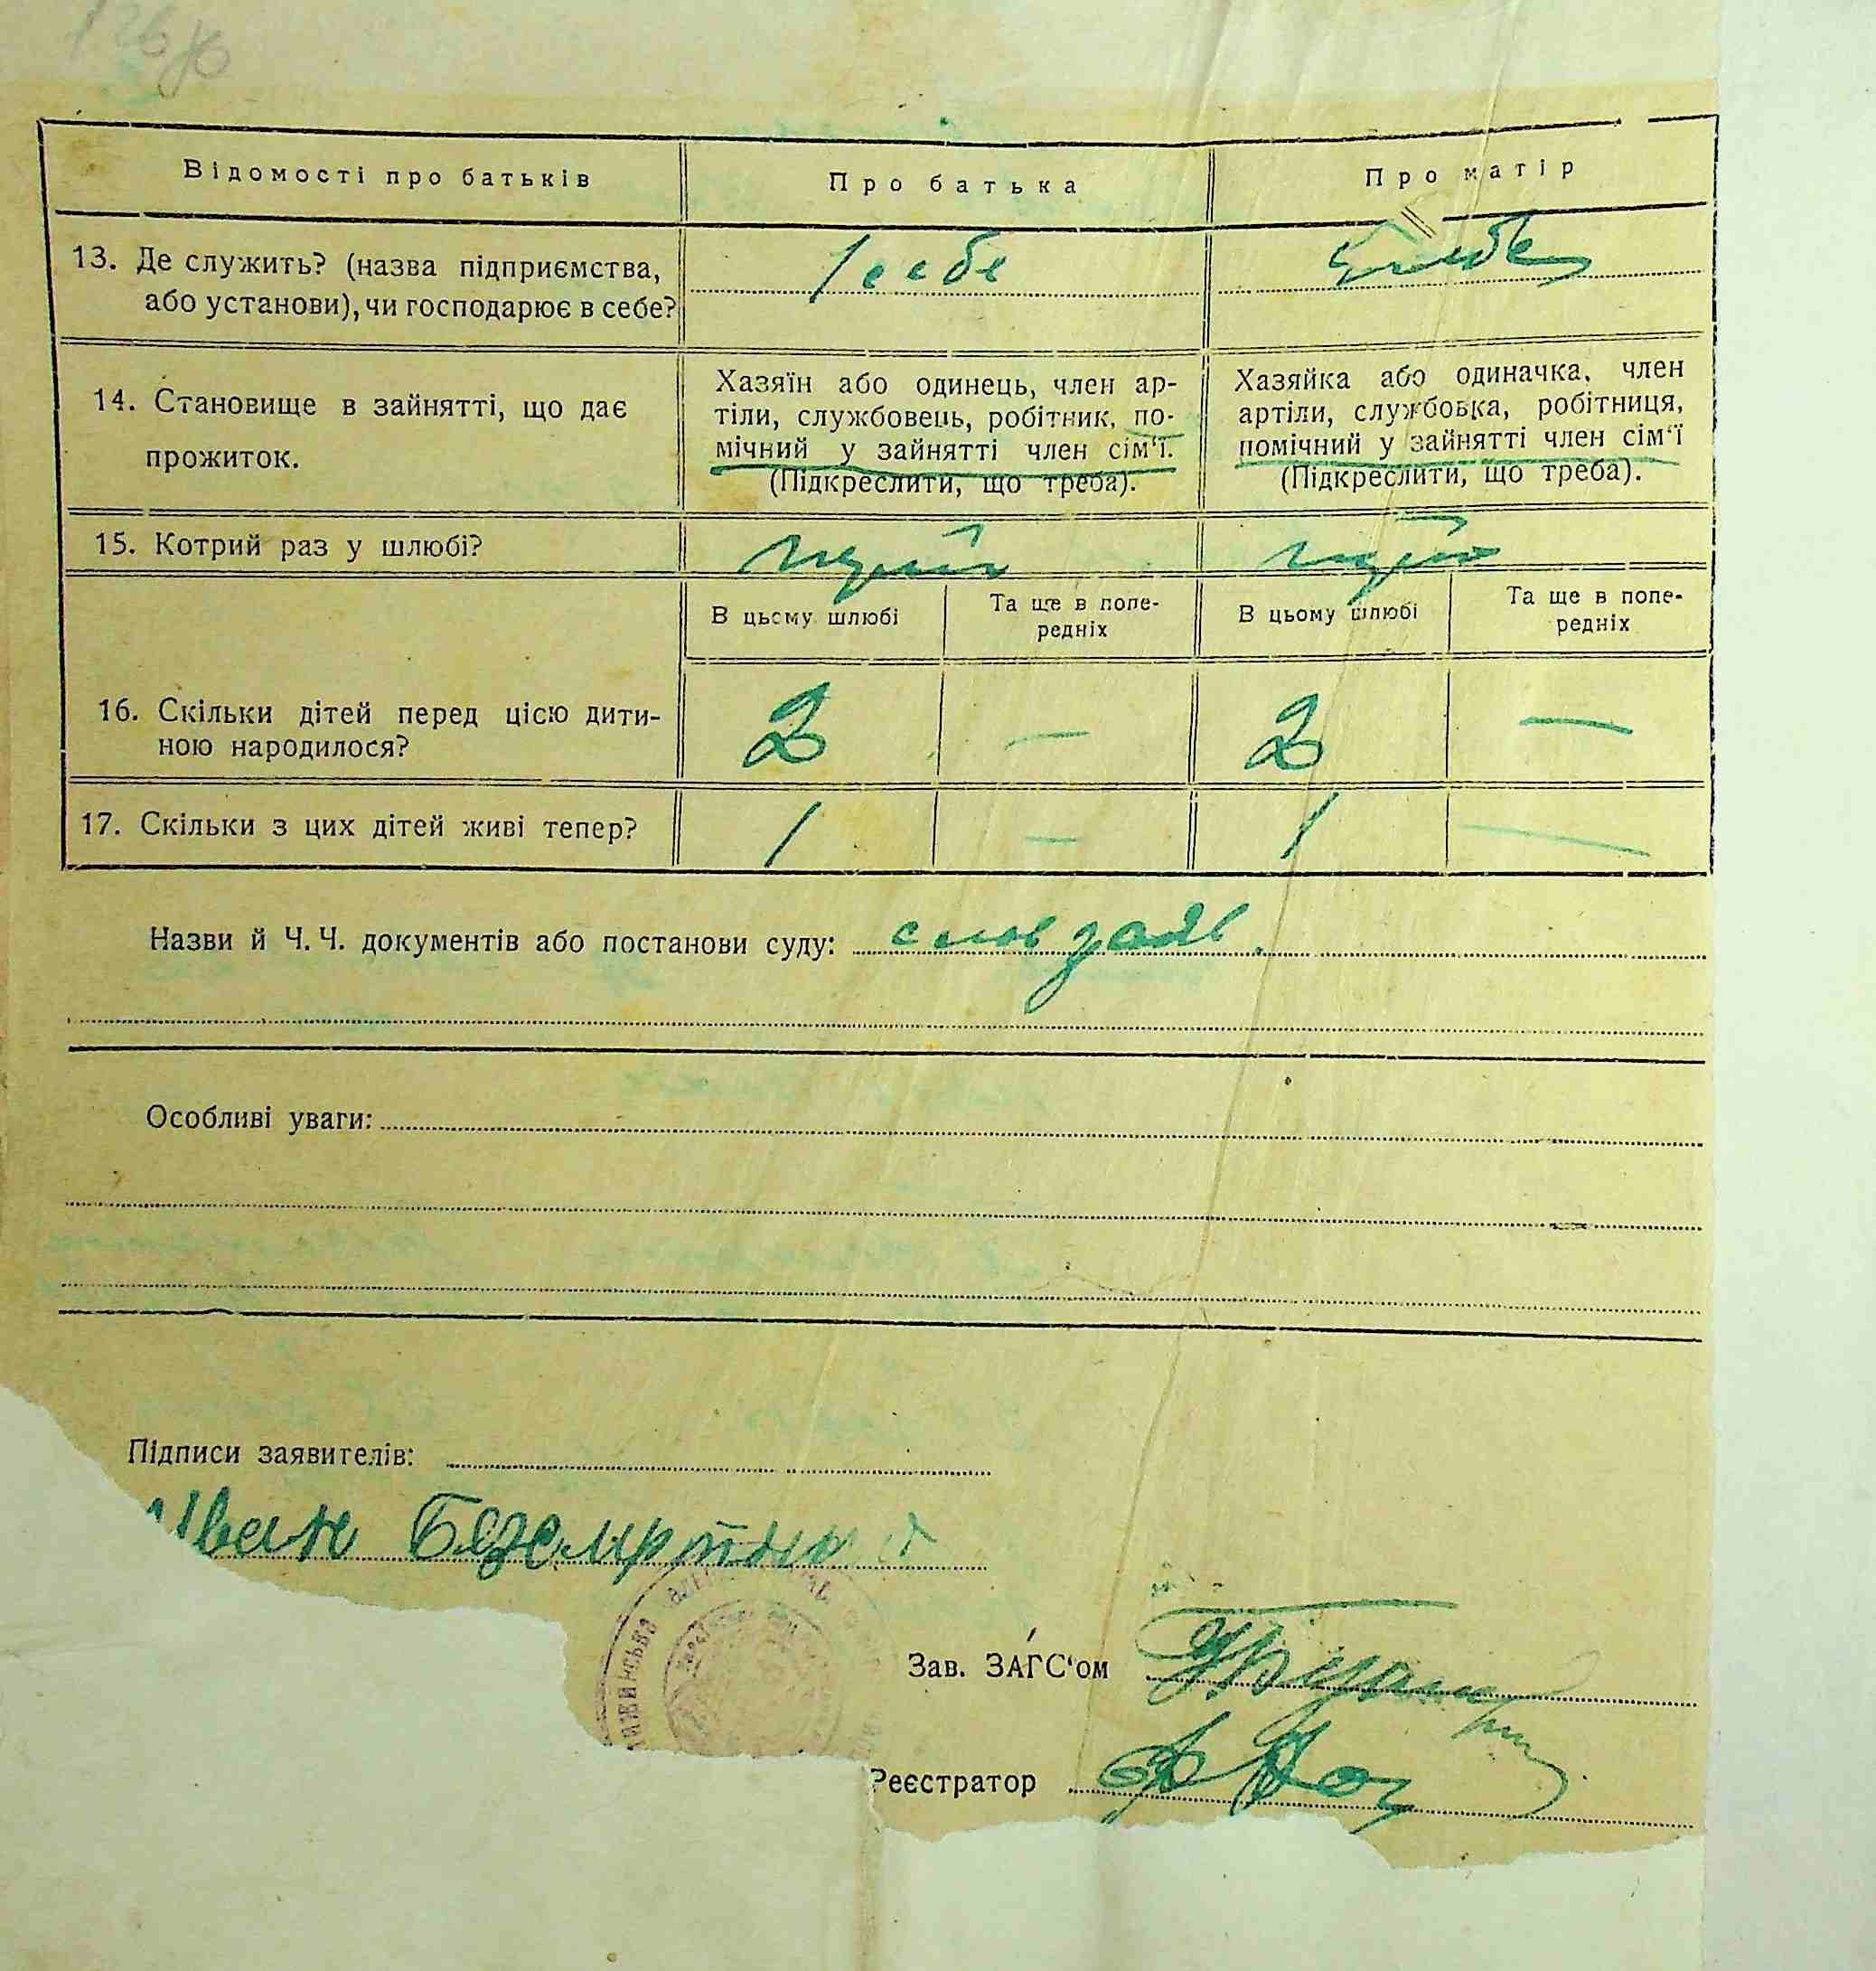 Відомості про батьків Про батька Про матір
13. Де служить? (назва підприємства, або установи), чи господарює в себе? в себе в себе
14. Становище в зайнятті, що дає прожиток.
Хазяїн або одинець, член ар-
тіли, службовець, робітник, по-
мічний у зайнятті член сім'ї.
(Підкреслити, що треба).
Хазяйка або одиначка, член
артіли, службовка, робітниця,
помічний у зайнятті член сім'ї
(Підкреслити, що треба).
15. Котрий раз у шлюбі?
В цьому шлюбі Та ще в попе-редніх В цьому шлюбі Та ще в попе-редніх
16. Скільки дітей перед цією дити-
ною народилося? 2 — 2 —
17. Скільки з цих дітей живі тепер? 1 — 1 —
Назви й Ч. Ч. документів або постанови суду: слов заяв.
Особливі уваги:
Підписи заявителів:
Иван
Зав. ЗАГС'ом
Реєстратор